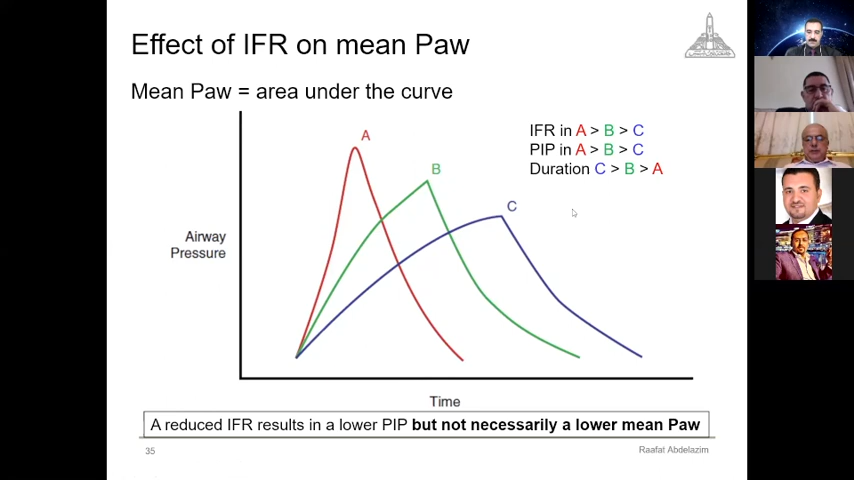 Effect of IFR on mean Paw
Mean Paw = area under the curve
IFR in A > B > C
PIP in A > B > C
Duration C > B > A
A
B
C
Airway
Pressure
Time
A reduced IFR results in a lower PIP but not necessarily a lower mean Paw
35
Raafat Abdelazim